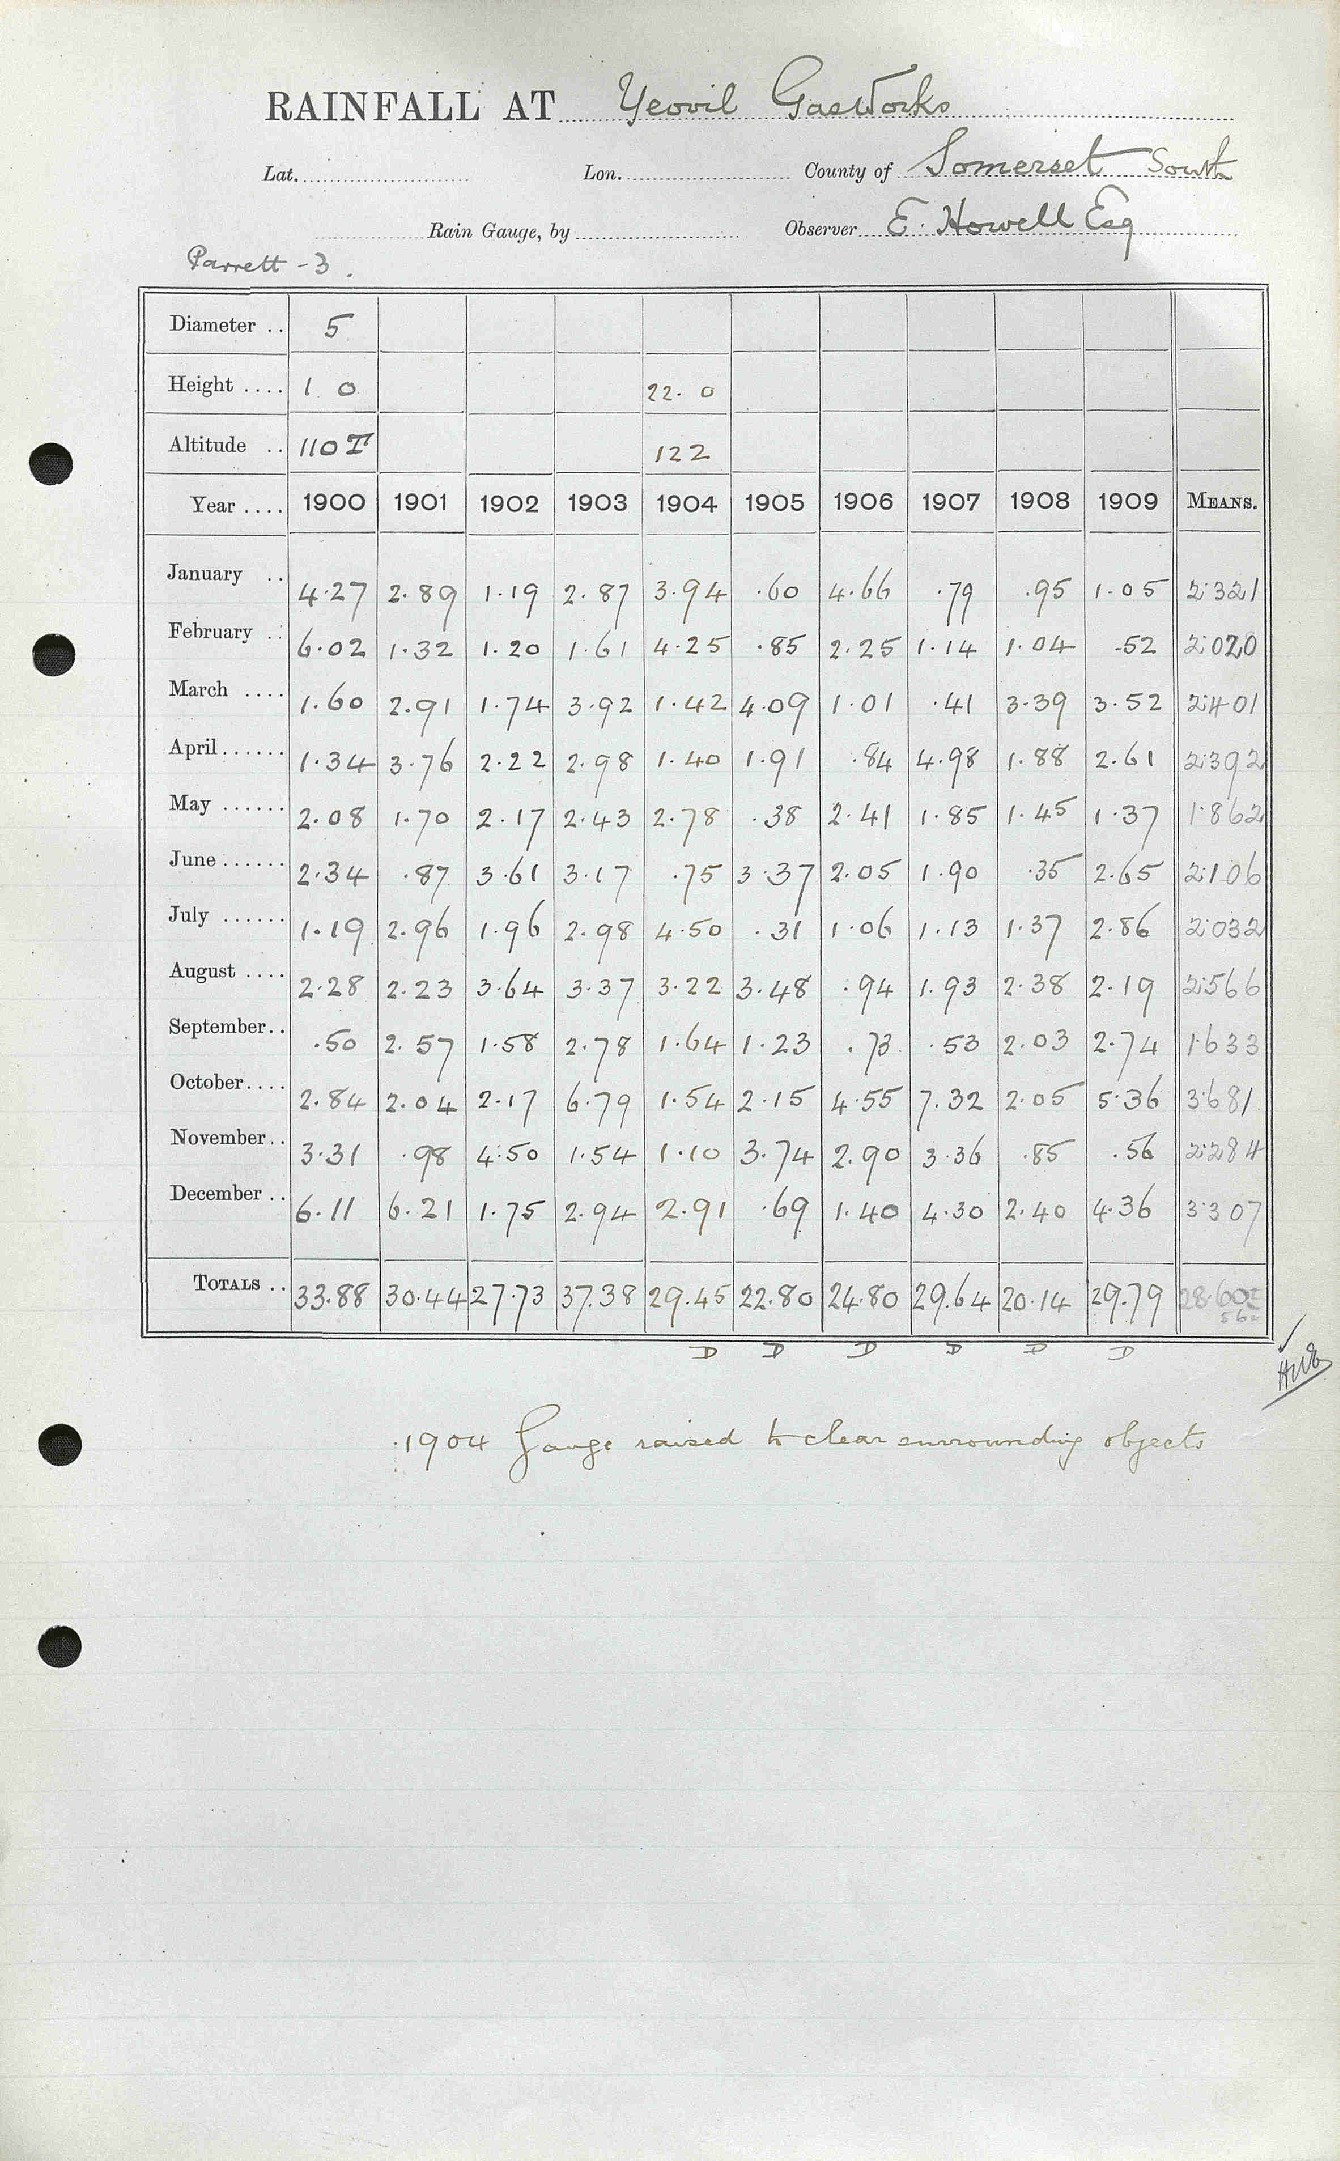 RAINFALL AT Yeovil GasWorks
Lat. Lon. County of Somerset South
Rain Gauge, by Observer E. Howell Esq
Parrett - 3.
Diameter .. 5
Height .... 1 0 22. 0
Altitude .. 110 T 122
Year .... 1900 1901 1902 1903 1904 1905 1906 1907 1908 1909 MEANS.
January .. 4.27 2.89 1.19 2.87 3.94 .60 4.66 .79 .95 1.05 2.321
February .. 6.02 1.32 1.20 1.61 4.25 .85 2.25 1.14 1.04 .52 2.020
March .... 1.60 2.91 1.74 3.92 1.42 4.09 1.01 .41 3.39 3.52 2.401
April ...... 1.34 3.76 2.22 2.98 1.40 1.91 .84 4.98 1.88 2.61 2.392
May ...... 2.08 1.70 2.17 2.43 2.78 .38 2.41 1.85 1.45 1.37 1.862
June ...... 2.34 .87 3.61 3.17 .75 3.37 2.05 1.90 .35 2.65 2.106
July ...... 1.19 2.96 1.96 2.98 4.50 .31 1.06 1.13 1.37 2.86 2.032
August .... 2.28 2.23 3.64 3.37 3.22 3.48 .94 1.93 2.38 2.19 2.566
September.. .50 2.57 1.58 2.78 1.64 1.23 .73 .53 2.03 2.74 1.633
October.... 2.84 2.04 2.17 6.79 1.54 2.15 4.55 7.32 2.05 5.36 3.681
November.. 3.31 .98 4.50 1.54 1.10 3.74 2.90 3.36 .85 .56 2.284
December .. 6.11 6.21 1.75 2.94 2.91 .69 1.40 4.30 2.40 4.36 3.307
TOTALS .. 33.88 30.44 27.73 37.38 29.45 22.80 24.80 29.64 20.14 29.79 28.605
D D D D D D
1904 Gauge raised to clear surrounding objects